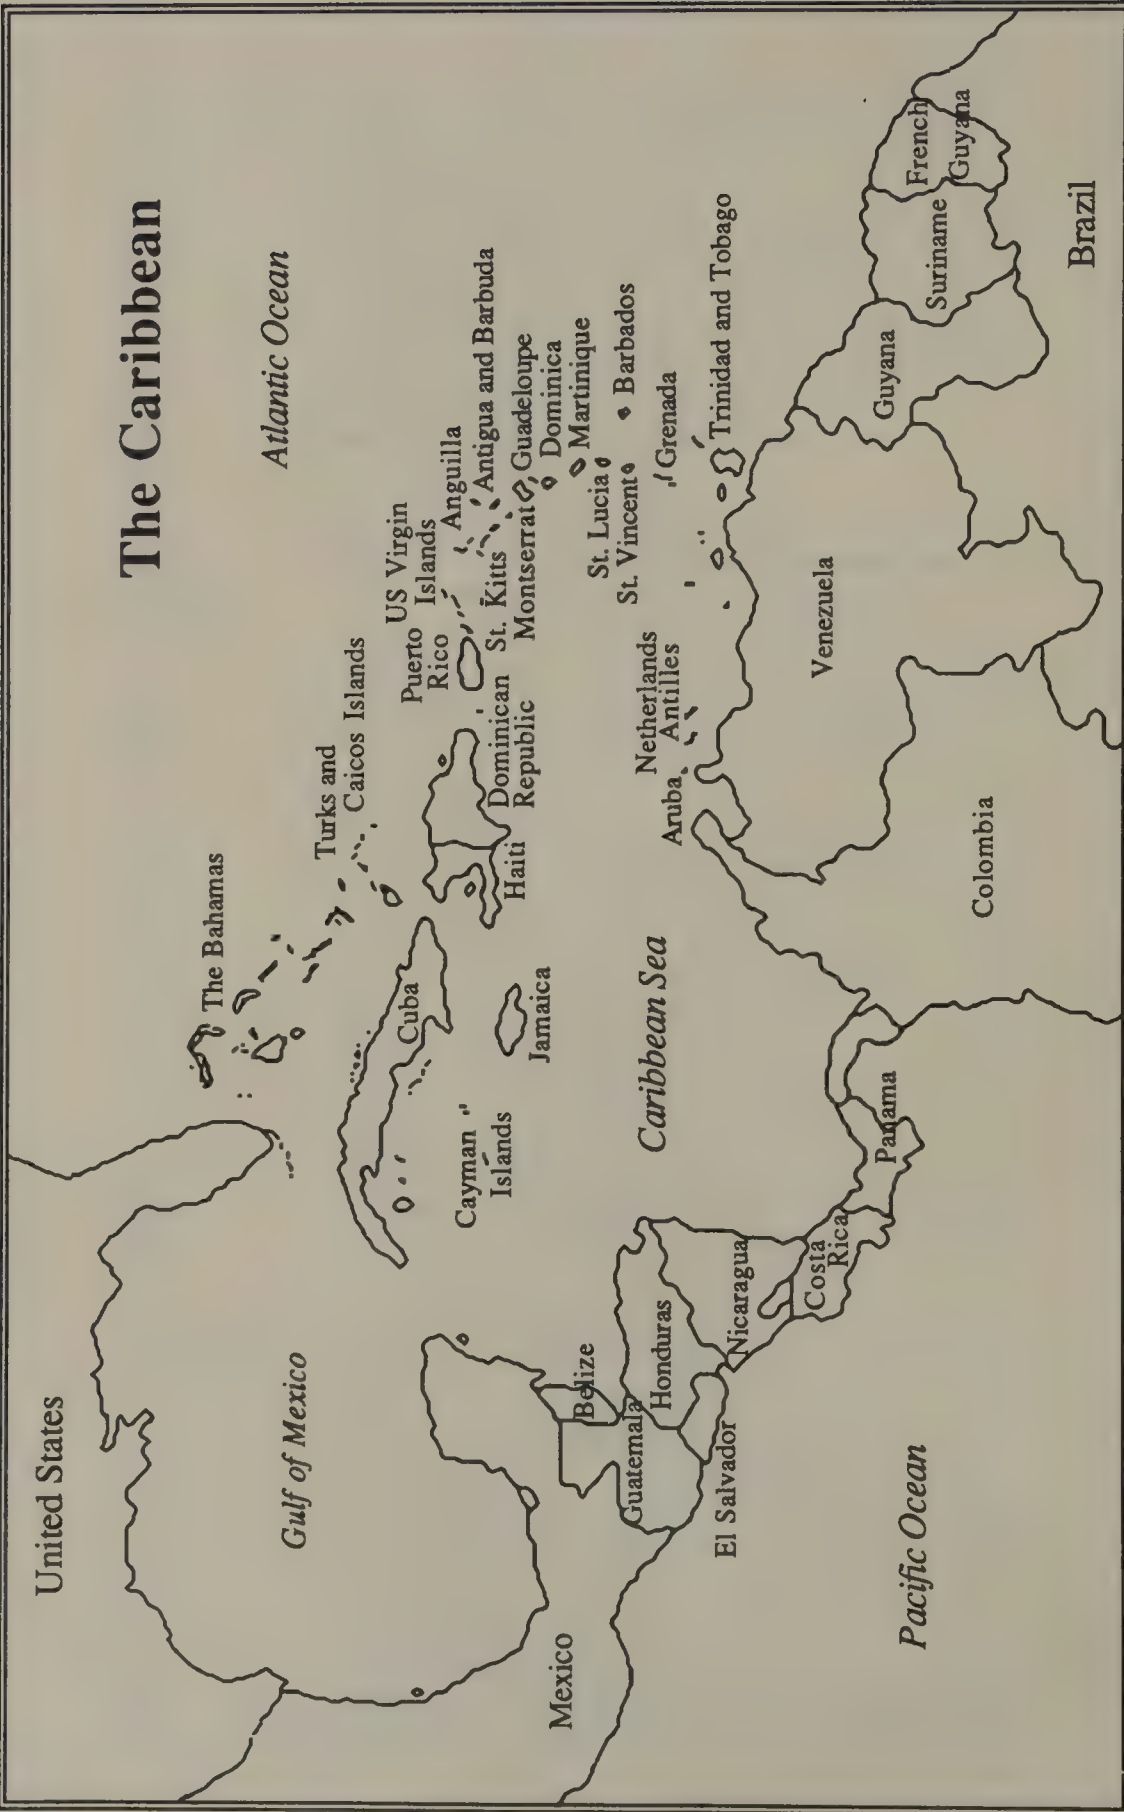 The Caribbean
United States
Atlantic Ocean
Gulf of Mexico
The Bahamas
Turks and
Caicos Islands
Cuba
Cayman
Islands
Jamaica
Haiti
Dominican
Republic
Puerto
Rico
US Virgin
Islands
Anguilla
St. Kitts
Antigua and Barbuda
Montserrat
Guadeloupe
Dominica
Martinique
St. Lucia
St. Vincent
Barbados
Grenada
Trinidad and Tobago
Netherlands
Antilles
Aruba
Caribbean Sea
Mexico
Belize
Guatemala
Honduras
El Salvador
Nicaragua
Costa
Rica
Panama
Pacific Ocean
Colombia
Venezuela
Guyana
Suriname
French
Guyana
Brazil